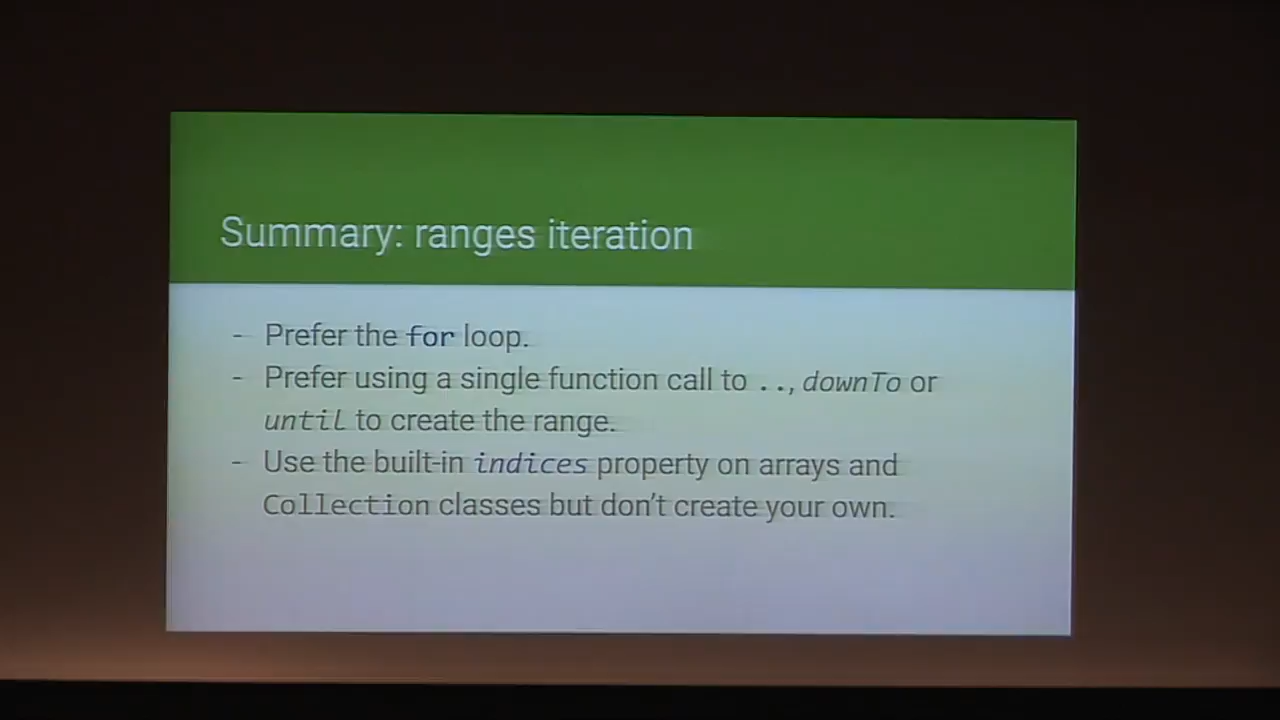 Summary: ranges iteration
- Prefer the for loop.
- Prefer using a single function call to .., downTo or
until to create the range.
- Use the built-in indices property on arrays and
Collection classes but don't create your own.